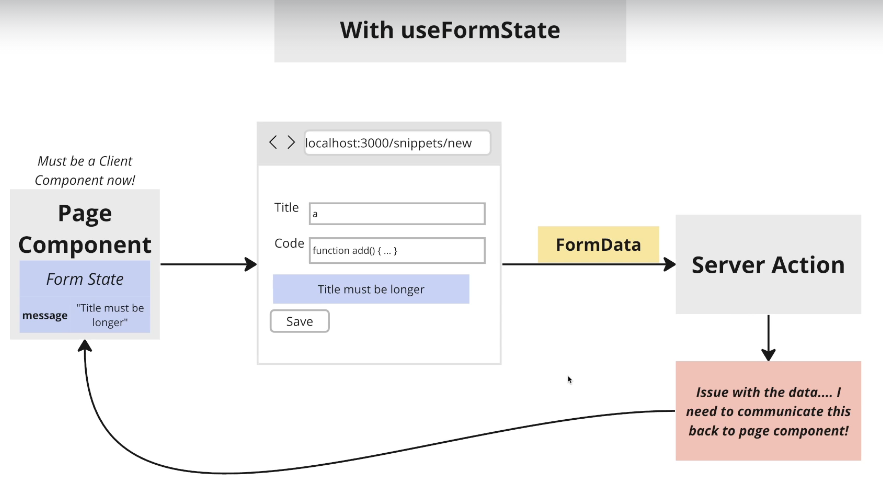 With useFormState
Must be a Client
Component now!
Page
Component
Form State
message
"Title must be
longer"
localhost:3000/snippets/new
Title
a
Code
function add() { ... }
Title must be longer
Save
FormData
Server Action
Issue with the data.... I
need to communicate this
back to page component!